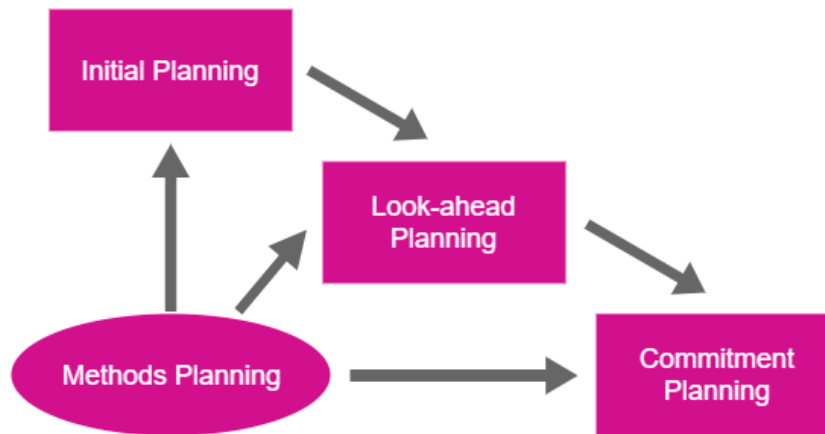 Initial Planning
Look-ahead
Planning
Methods Planning
Commitment
Planning